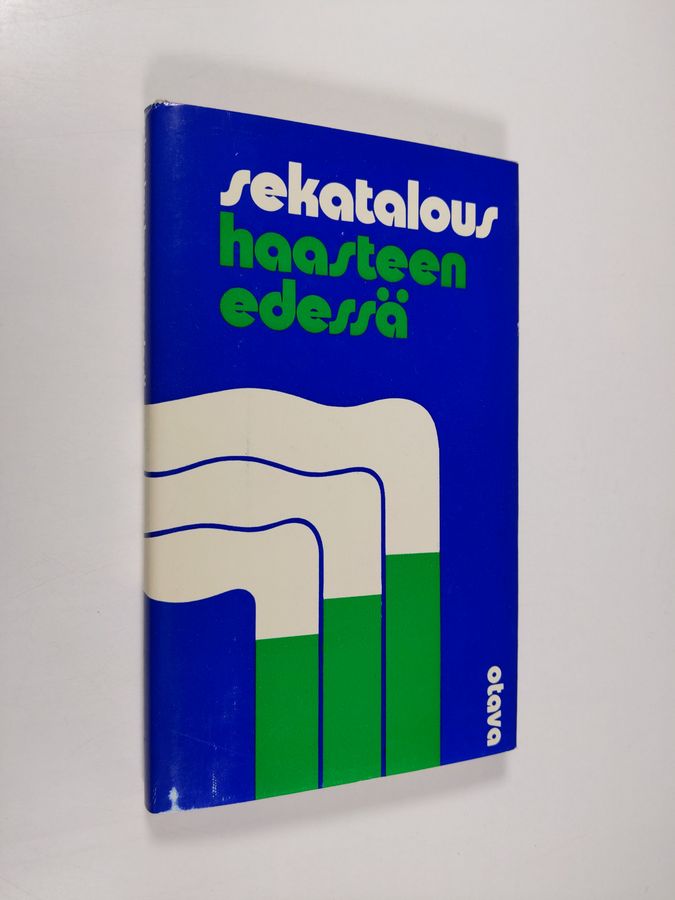 sekatalous
haasteen
edessä
otava